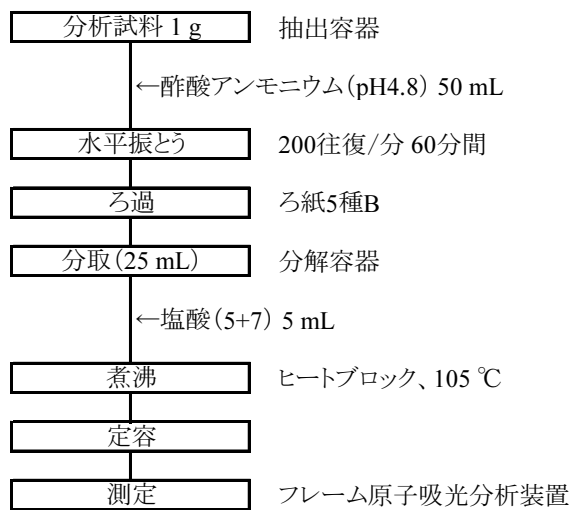 分析試料 1 g 抽出容器
←酢酸アンモニウム(pH4.8) 50 mL
水平振とう 200往復/分 60分間
ろ過 ろ紙5種B
分取(25 mL) 分解容器
←塩酸(5+7) 5 mL
煮沸 ヒートブロック、105 ℃
定容
測定 フレーム原子吸光分析装置